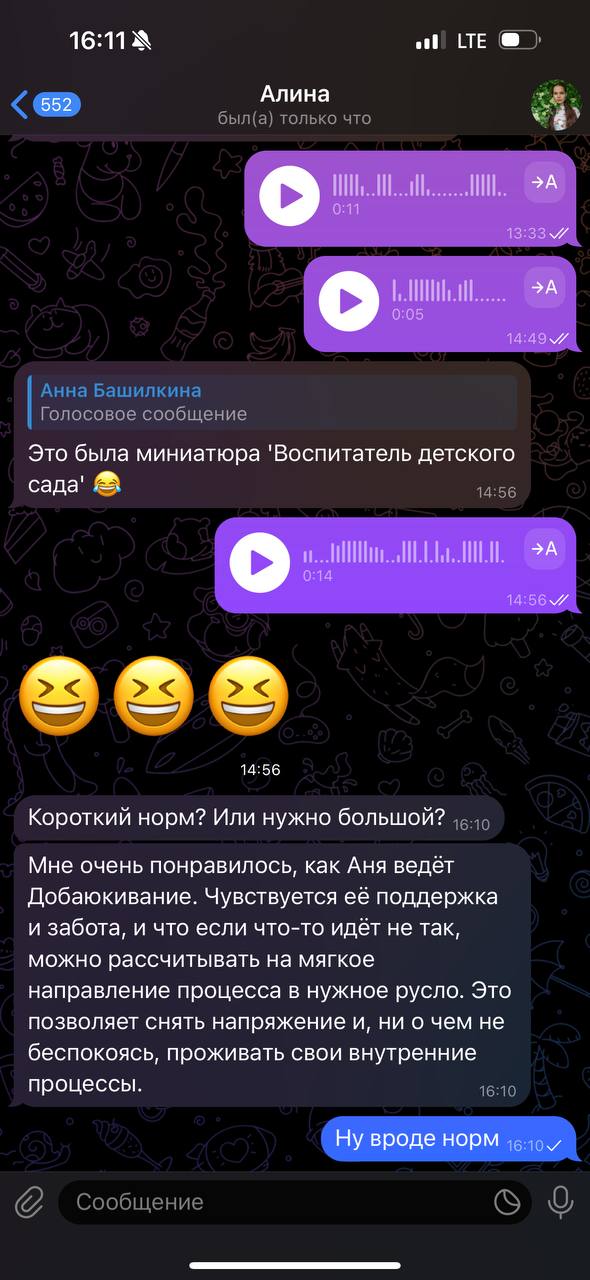 16:11
LTE
552
Алина
был(а) только что
→A
0:11
13:33
→A
0:05
14:49
Анна Башилкина
Голосовое сообщение
Это была миниатюра 'Воспитатель детского
сада' 😂
14:56
→A
0:14
14:56
😆😆😆
14:56
Короткий норм? Или нужно большой? 16:10
Мне очень понравилось, как Аня ведёт
Добаюкивание. Чувствуется её поддержка
и забота, и что если что-то идёт не так,
можно рассчитывать на мягкое
направление процесса в нужное русло. Это
позволяет снять напряжение и, ни о чем не
беспокоясь, проживать свои внутренние
процессы.
16:10
Ну вроде норм 16:10
Сообщение